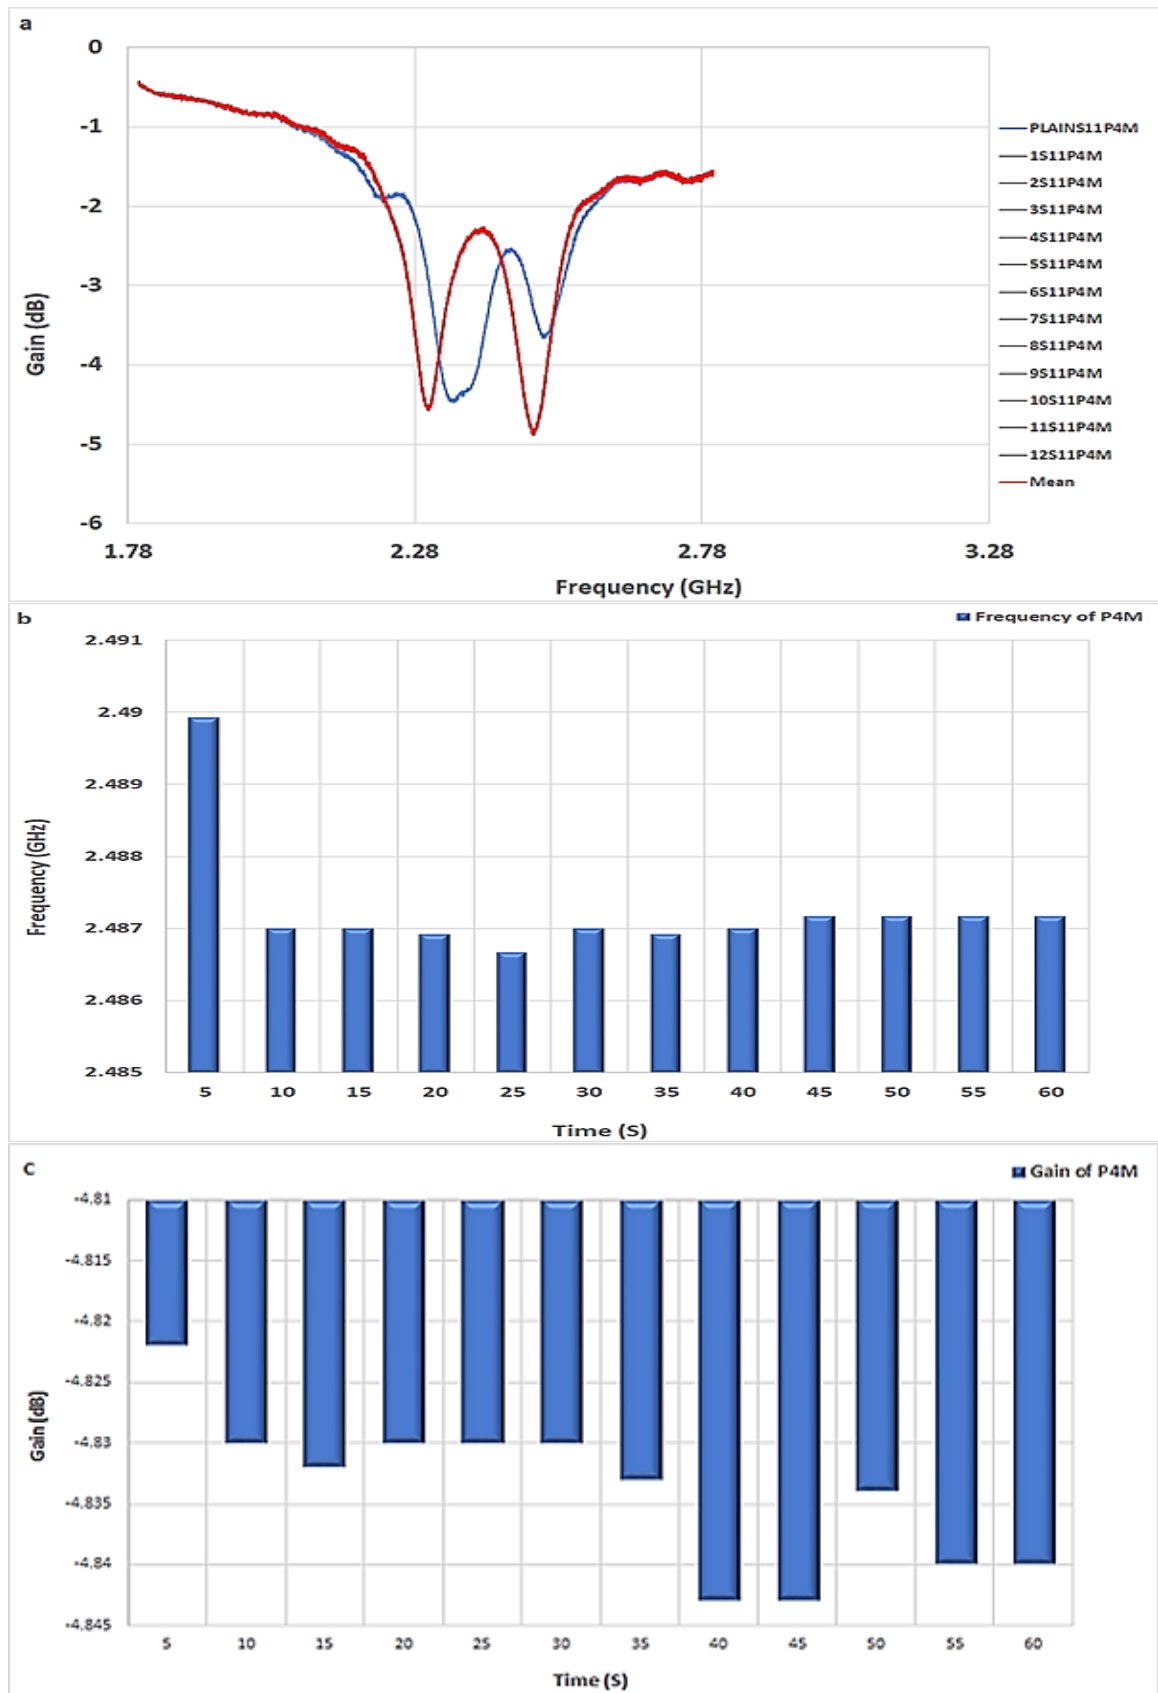 a
0
-1
-2
-3
-4
-5
-6
Gain (dB)
1.78 2.28 2.78 3.28
Frequency (GHz)
PLAINS11P4M
1S11P4M
2S11P4M
3S11P4M
4S11P4M
5S11P4M
6S11P4M
7S11P4M
8S11P4M
9S11P4M
10S11P4M
11S11P4M
12S11P4M
Mean
b
Frequency of P4M
2.491
2.49
2.489
2.488
2.487
2.486
2.485
Frequency (GHz)
5 10 15 20 25 30 35 40 45 50 55 60
Time (S)
c
Gain of P4M
-4.81
-4.815
-4.82
-4.825
-4.83
-4.835
-4.84
-4.845
Gain (dB)
5 10 15 20 25 30 35 40 45 50 55 60
Time (S)